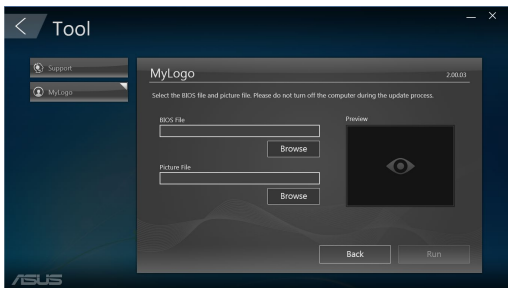 Tool
Support
MyLogo
MyLogo
2.00.03
Select the BIOS file and picture file. Please do not turn off the computer during the update process.
BIOS File
Browse
Preview
Picture File
Browse
Back
Run
ASUS